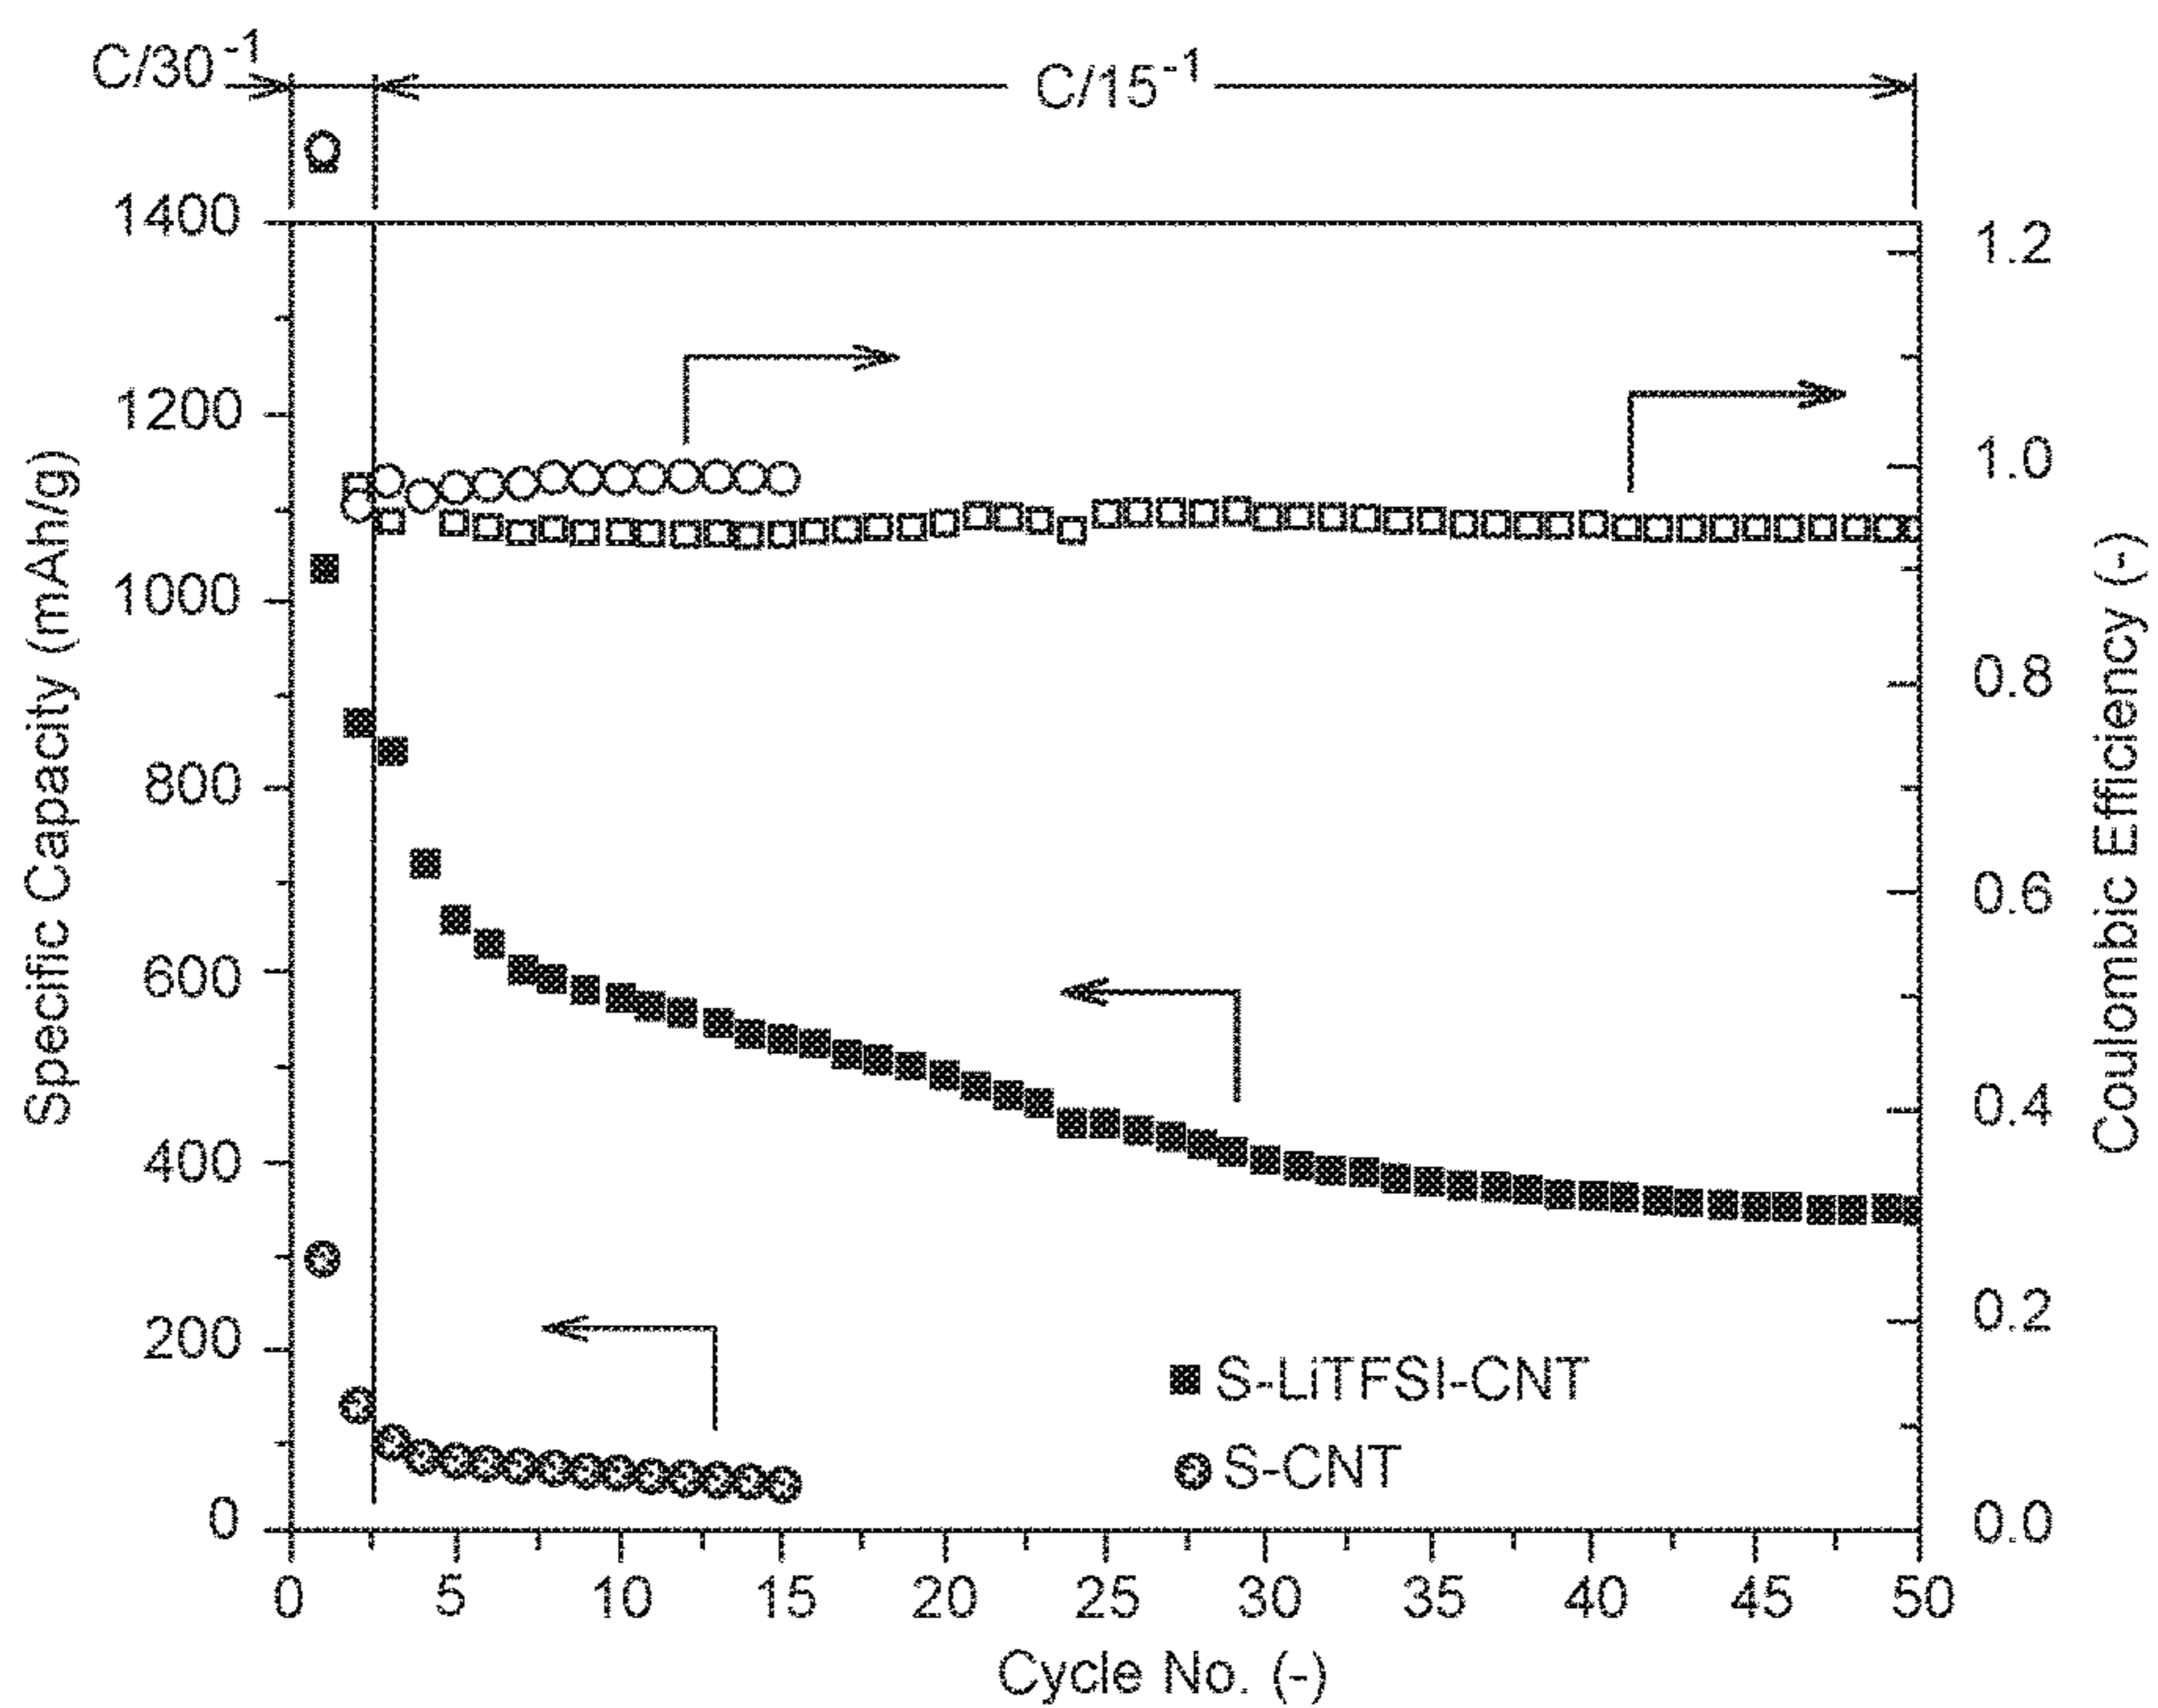 C/30⁻¹
C/15⁻¹
1400
1200
1000
800
600
400
200
0
Specific Capacity (mAh/g)
1.2
1.0
0.8
0.6
0.4
0.2
0.0
Coulombic Efficiency (-)
S-LiTFSI-CNT
S-CNT
0 5 10 15 20 25 30 35 40 45 50
Cycle No. (-)